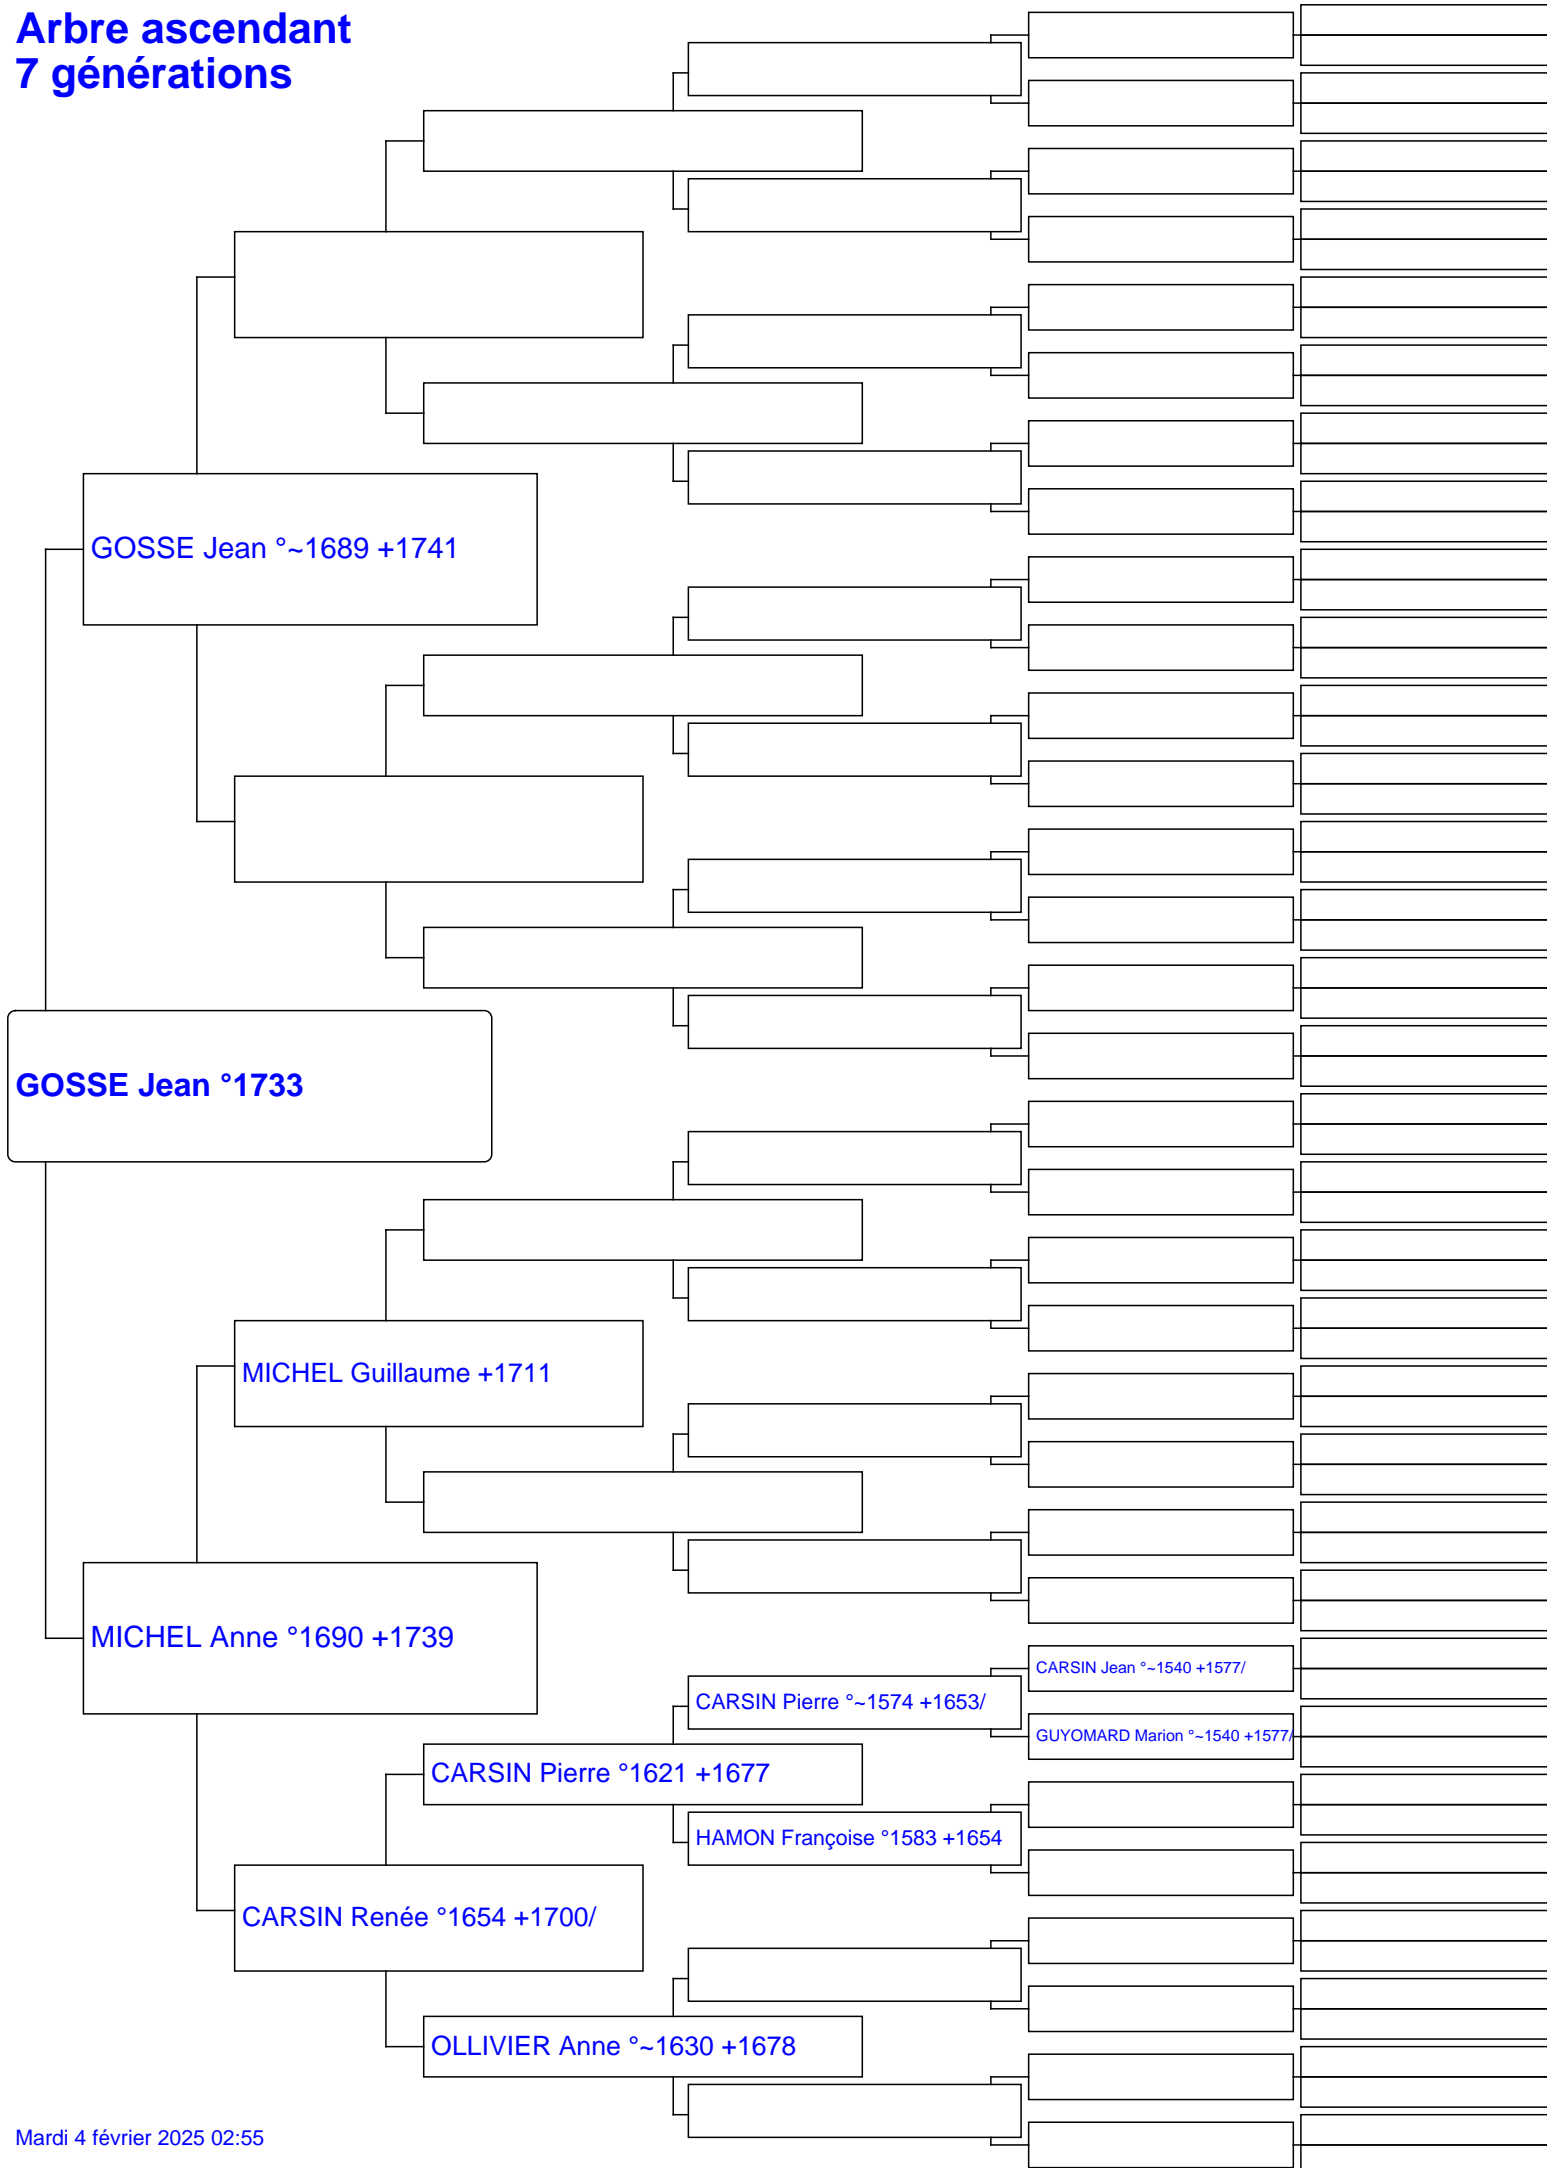 Arbre ascendant
7 générations
GOSSE Jean °~1689 +1741
GOSSE Jean °1733
MICHEL Guillaume +1711
MICHEL Anne °1690 +1739
CARSIN Jean °~1540 +1577/
CARSIN Pierre °~1574 +1653/
GUYOMARD Marion °~1540 +1577/
CARSIN Pierre °1621 +1677
HAMON Françoise °1583 +1654
CARSIN Renée °1654 +1700/
OLLIVIER Anne °~1630 +1678
Mardi 4 février 2025 02:55